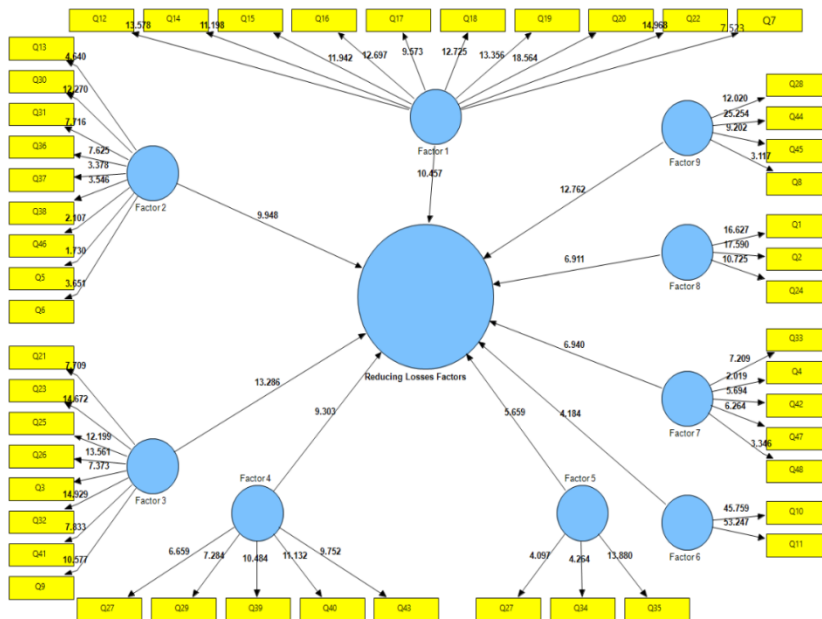 Q12
Q14
Q15
Q16
Q17
Q18
Q19
Q20
Q22
Q7
13.578
11.198
11.942
12.697
9.573
12.725
13.356
18.564
14.968
7.523
Factor 1
10.457
Q13
Q30
Q31
Q36
Q37
Q38
Q46
Q5
Q6
4.640
12.270
7.716
7.625
3.378
3.546
2.107
1.730
3.651
Factor 2
9.948
Q28
Q44
Q45
Q8
12.020
25.254
9.202
3.117
Factor 9
12.762
Q1
Q2
Q24
16.627
17.590
10.725
Factor 8
6.911
Reducing Losses Factors
Q33
Q4
Q42
Q47
Q48
7.209
2.019
5.694
6.264
3.346
Factor 7
6.940
Q21
Q23
Q25
Q26
Q3
Q32
Q41
Q9
7.709
14.672
12.199
13.561
7.373
14.929
7.833
10.577
Factor 3
13.286
Factor 4
9.303
6.659
7.284
10.484
11.132
9.752
Q27
Q29
Q39
Q40
Q43
Factor 5
5.659
4.097
4.264
13.880
Q27
Q34
Q35
4.184
Factor 6
45.759
53.247
Q10
Q11